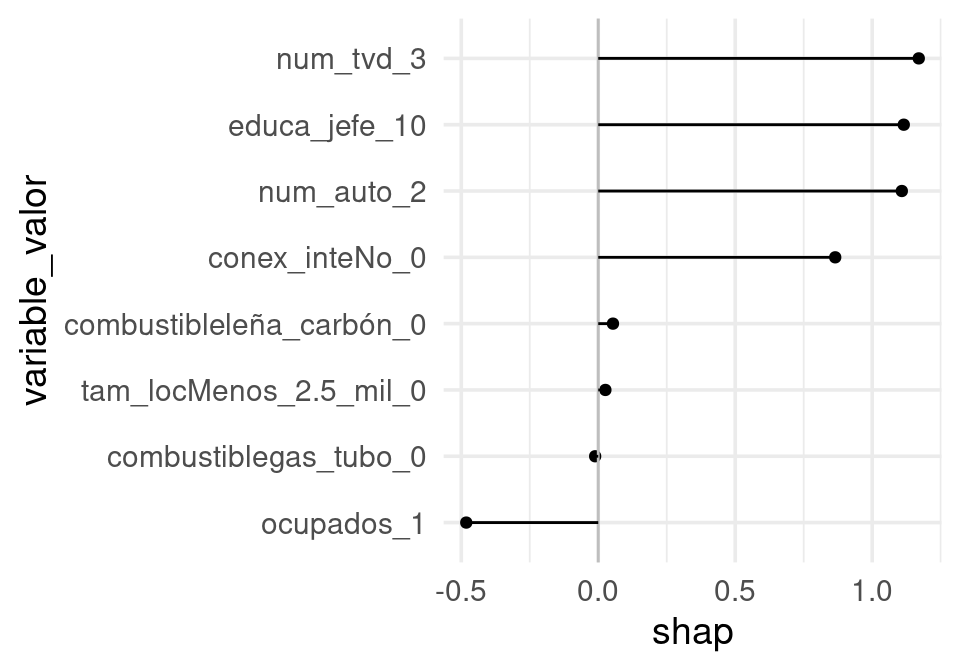 num_tvd_3
educa_jefe_10
num_auto_2
conex_inteNo_0
combustibleleña_carbón_0
tam_locMenos_2.5_mil_0
combustiblegas_tubo_0
ocupados_1
variable_valor
-0.5 0.0 0.5 1.0
shap